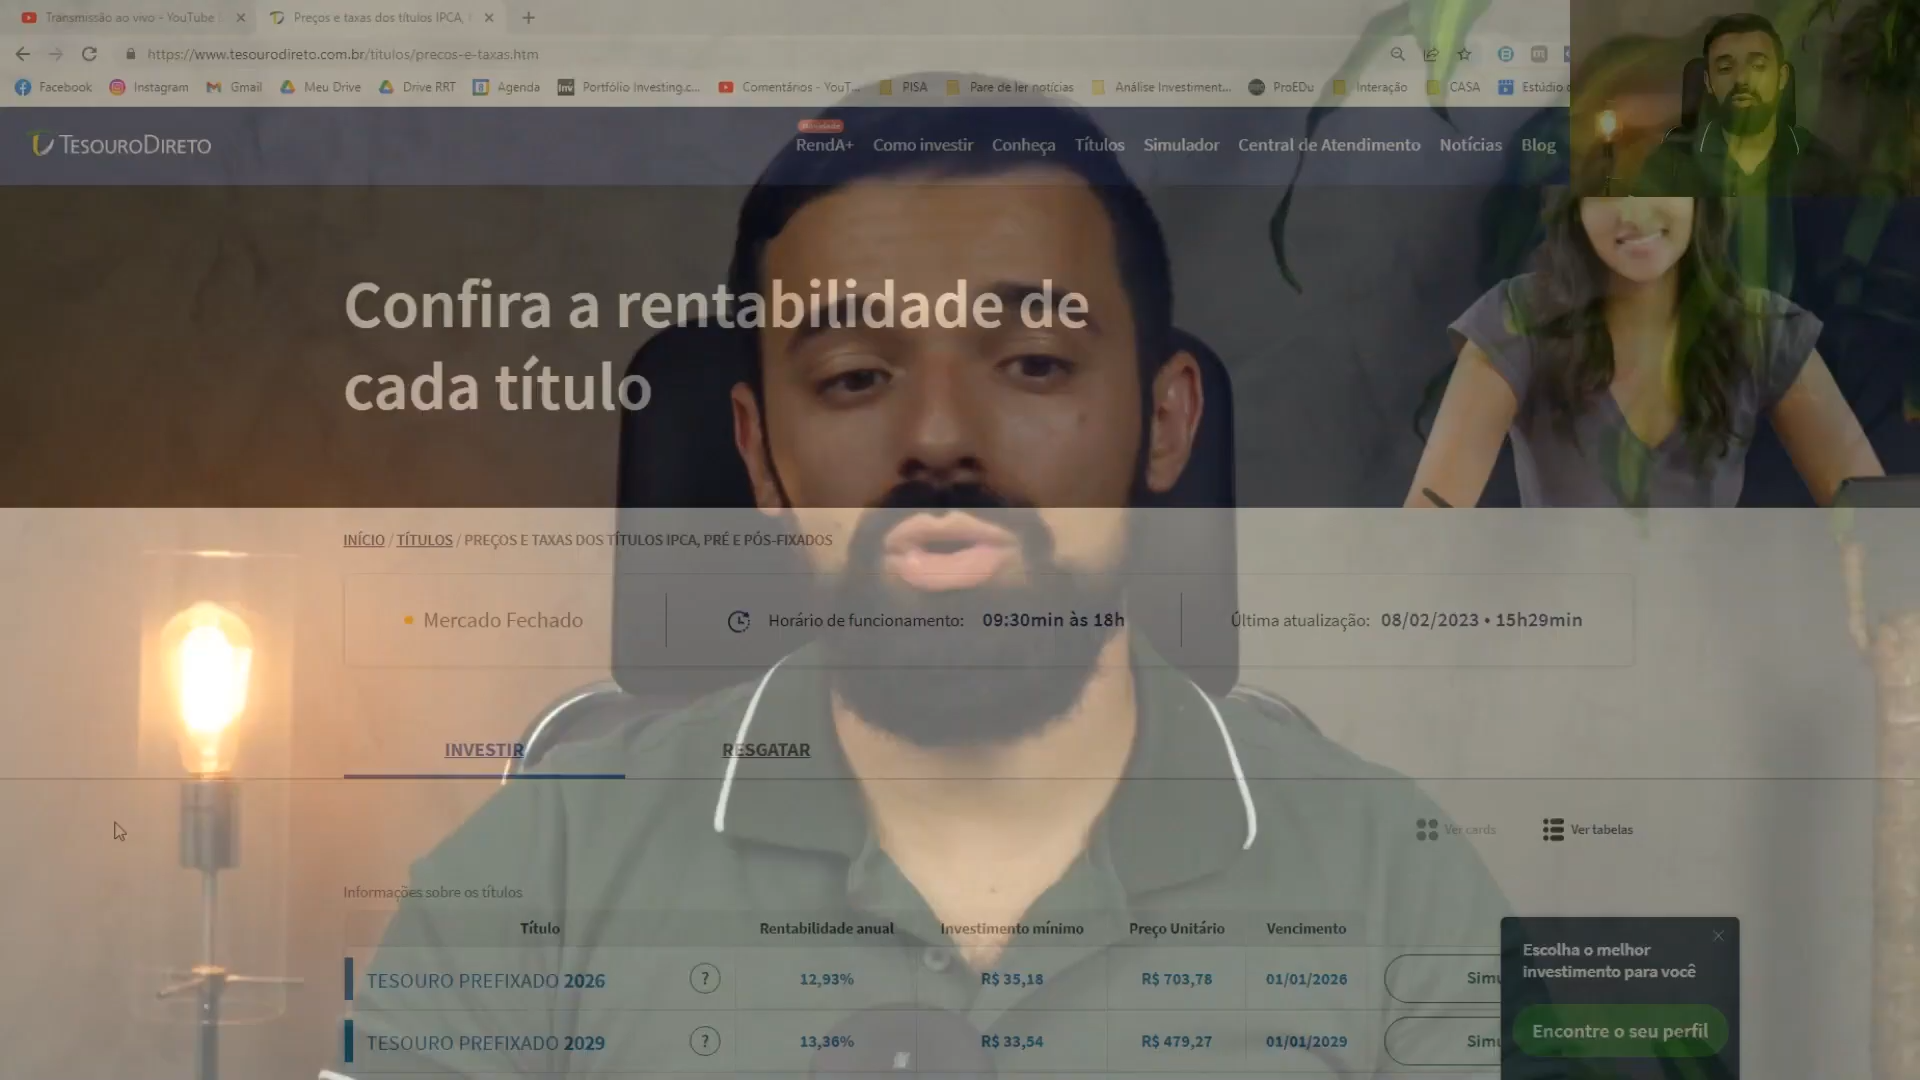 Transmissão ao vivo - YouTube
Preços e taxas dos títulos IPCA,
https://www.tesourodireto.com.br/titulos/precos-e-taxas.htm
Facebook
Instagram
Gmail
Meu Drive
Drive RRT
Agenda
Portfólio Investing.c...
Comentários - YouT...
PISA
Pare de ler notícias
Análise Investiment...
ProEdu
Interação
CASA
Estúdio
TESOURODIRETO
RendA+
Como investir
Conheça
Títulos
Simulador
Central de Atendimento
Notícias
Blog
Confira a rentabilidade de
cada título
INÍCIO / TÍTULOS / PREÇOS E TAXAS DOS TÍTULOS IPCA, PRÉ E PÓS-FIXADOS
Mercado Fechado
Horário de funcionamento: 09:30min às 18h
Última atualização: 08/02/2023 • 15h29min
INVESTIR
RESGATAR
Ver cards
Ver tabelas
Informações sobre os títulos
Título Rentabilidade anual Investimento mínimo Preço Unitário Vencimento
TESOURO PREFIXADO 2026 ? 12,93% R$ 35,18 R$ 703,78 01/01/2026 Simu
TESOURO PREFIXADO 2029 ? 13,36% R$ 33,54 R$ 479,27 01/01/2029 Simu
Escolha o melhor
investimento para você
Encontre o seu perfil